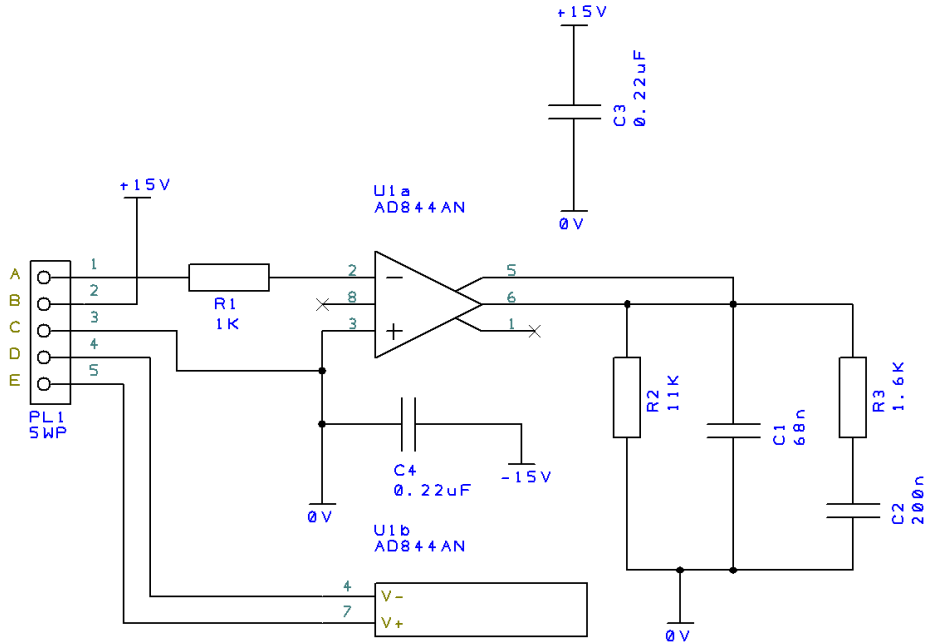 +15V
C3
0.22uF
0V
+15V
U1a
AD844AN
A
1
B
2
C
3
D
4
E
5
PL1
5WP
R1
1K
2
8
3
5
6
1
R2
11K
C1
68n
R3
1.6K
C2
200n
C4
0.22uF
-15V
0V
U1b
AD844AN
4
V-
7
V+
0V